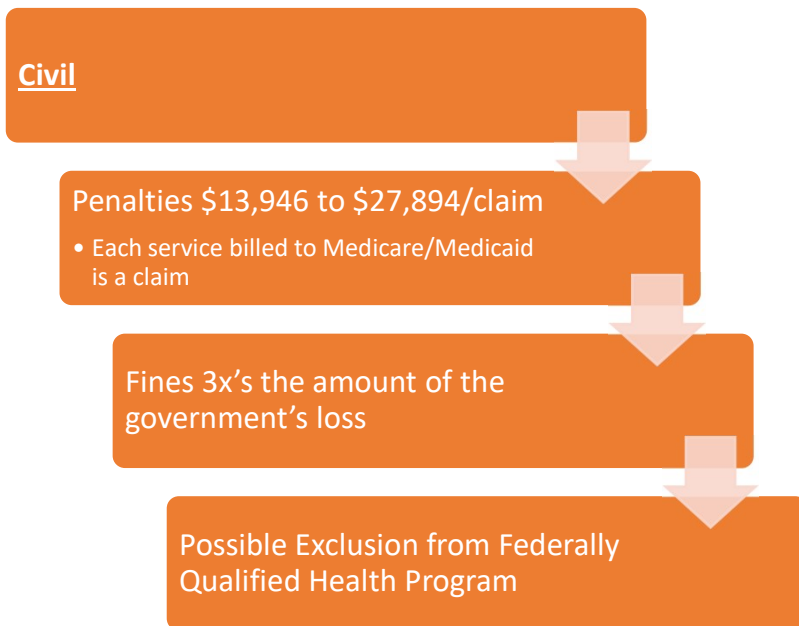 Civil
Penalties $13,946 to $27,894/claim
• Each service billed to Medicare/Medicaid
is a claim
Fines 3x’s the amount of the
government’s loss
Possible Exclusion from Federally
Qualified Health Program